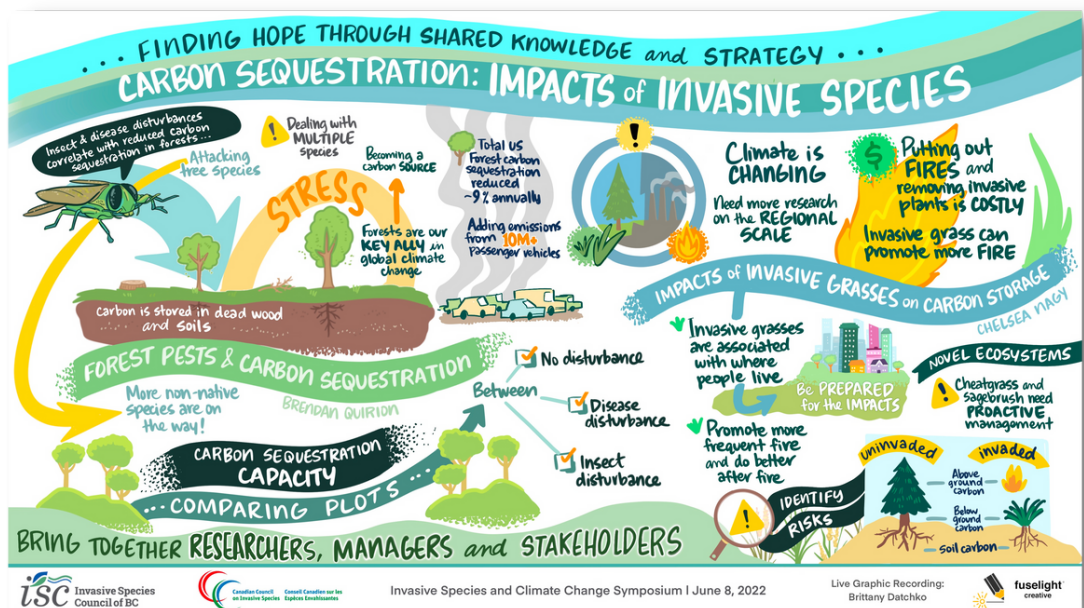 ... FINDING HOPE THROUGH SHARED KNOWLEDGE and STRATEGY ...
CARBON SEQUESTRATION: IMPACTS of INVASIVE SPECIES
Insect & disease disturbances
correlate with reduced carbon
sequestration in forests...
Attacking
tree species
Dealing with
MULTIPLE
species
STRESS
Becoming a
carbon SOURCE
Forests are our
KEY ALLY in
global climate
change
Total US
Forest carbon
sequestration
reduced
~9% annually
Adding emissions
from 10M+
passenger vehicles
carbon is stored in dead wood
and soils
FOREST PESTS & CARBON SEQUESTRATION
BRENDAN QUIRION
More non-native
species are on
the way!
CARBON SEQUESTRATION
CAPACITY
... COMPARING PLOTS ...
Between
No disturbance
Disease
disturbance
Insect
disturbance
!
Climate is
CHANGING
Need more research
on the REGIONAL
SCALE
$
Putting out
FIRES and
removing invasive
plants is COSTLY
Invasive grass can
promote more FIRE
IMPACTS of INVASIVE GRASSES on CARBON STORAGE
CHELSEA NAGY
Invasive grasses
are associated
with where
people live
Be PREPARED
for the IMPACTS
Promote more
frequent fire
and do better
after fire
NOVEL ECOSYSTEMS
Cheatgrass and
sagebrush need
PROACTIVE
management
IDENTIFY
RISKS
uninvaded
invaded
Above
ground
carbon
Below
ground
carbon
Soil carbon
BRING TOGETHER RESEARCHERS, MANAGERS and STAKEHOLDERS
isc Invasive Species
Council of BC
Canadian Council
on Invasive Species
Conseil Canadien sur les
Espèces Envahissantes
Invasive Species and Climate Change Symposium | June 8, 2022
Live Graphic Recording:
Brittany Datchko
fuselight
creative